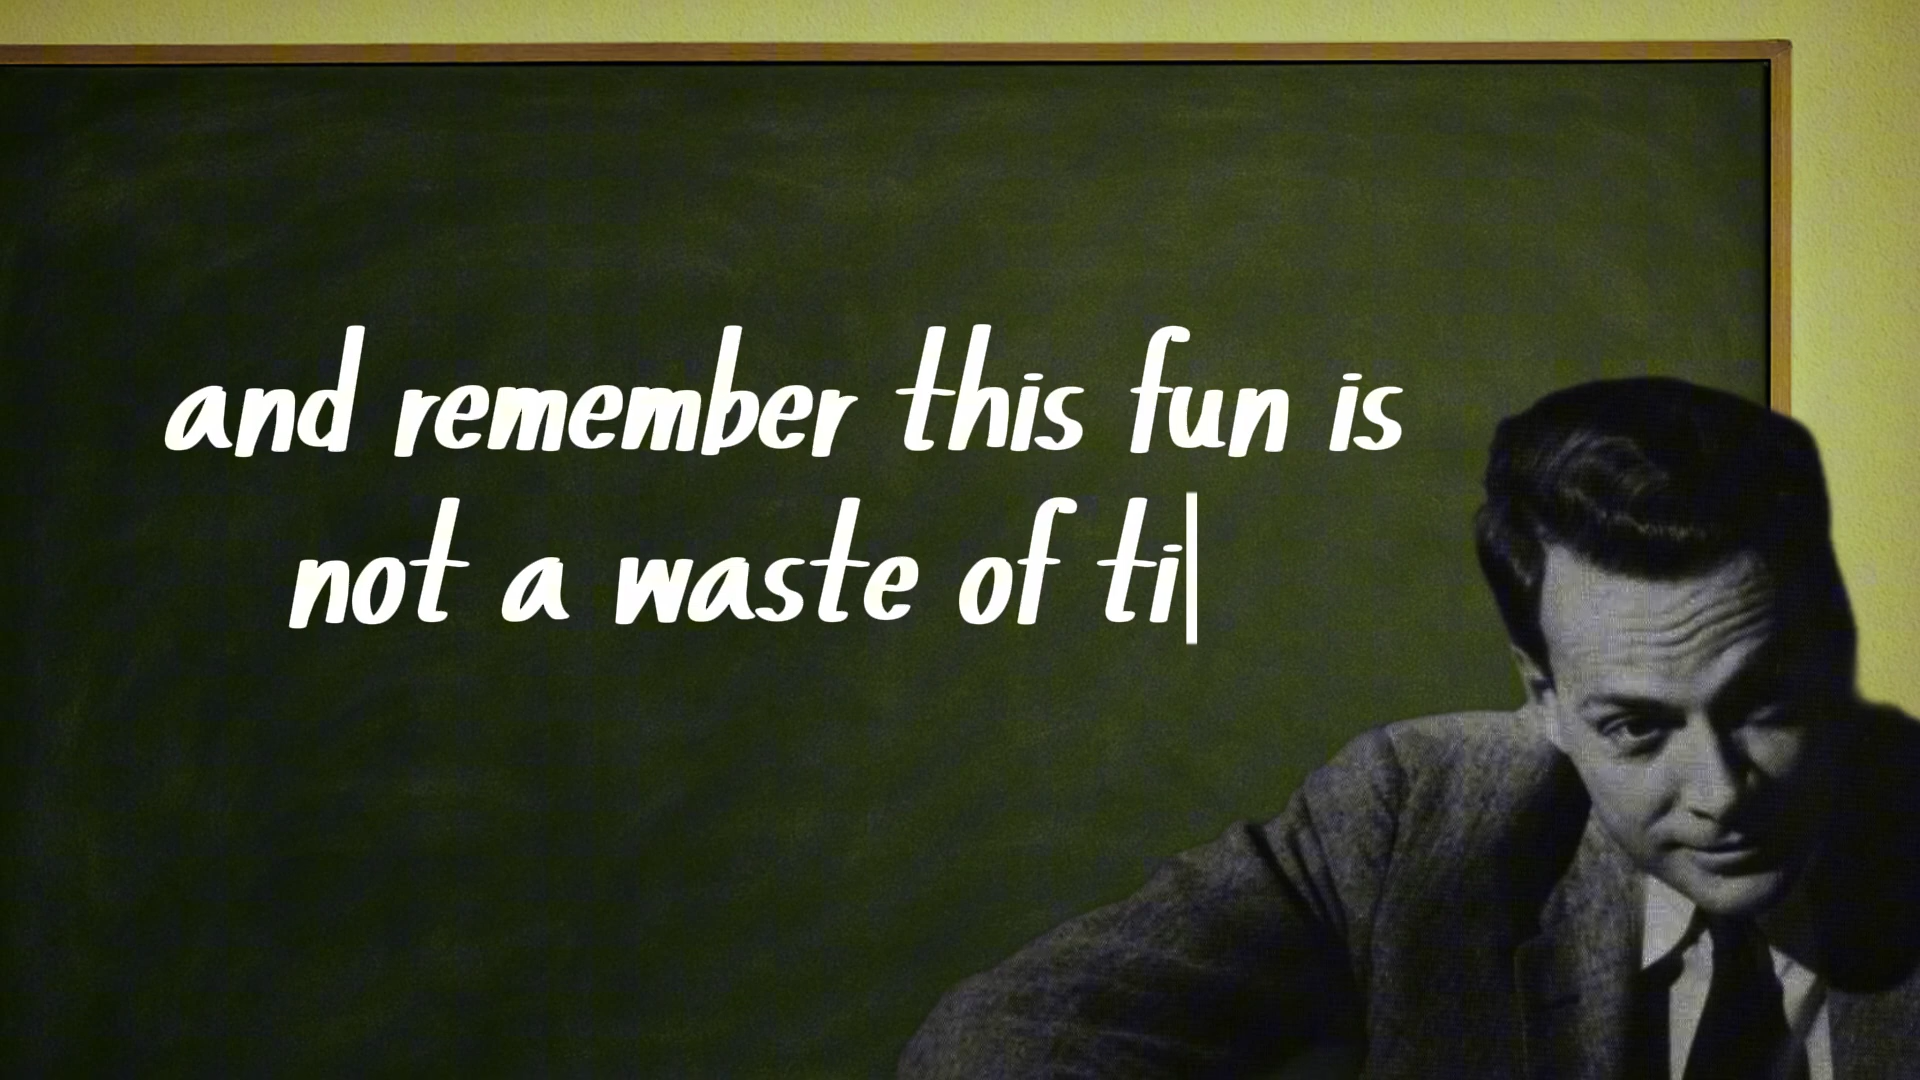 and remember this fun is
not a waste of ti